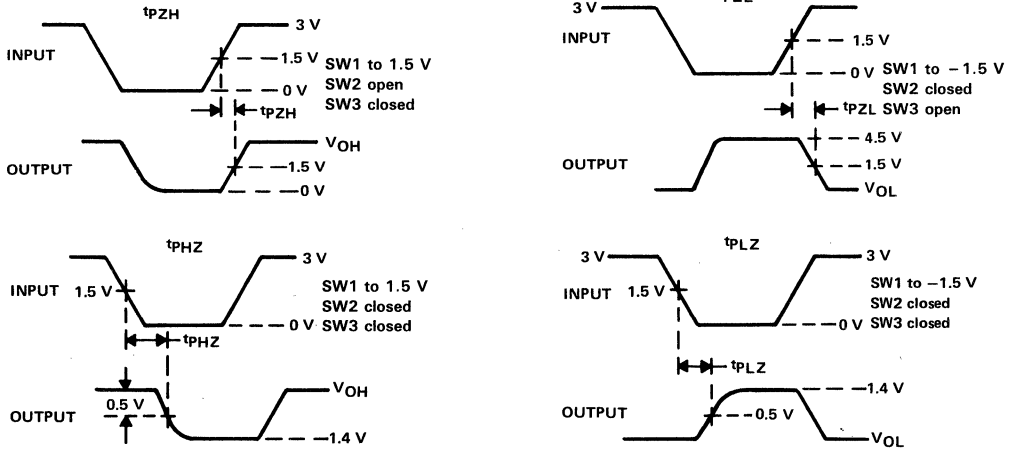 tPZH
3 V
INPUT
1.5 V
0 V
SW1 to 1.5 V
SW2 open
SW3 closed
tPZH
OUTPUT
VOH
1.5 V
0 V
3 V
INPUT
1.5 V
0 V
SW1 to – 1.5 V
SW2 closed
SW3 open
tPZL
4.5 V
OUTPUT
1.5 V
VOL
tPHZ
3 V
INPUT
1.5 V
SW1 to 1.5 V
SW2 closed
SW3 closed
0 V
tPHZ
VOH
OUTPUT
0.5 V
1.4 V
tPLZ
3 V
3 V
INPUT
1.5 V
SW1 to –1.5 V
SW2 closed
SW3 closed
0 V
tPLZ
1.4 V
OUTPUT
0.5 V
VOL